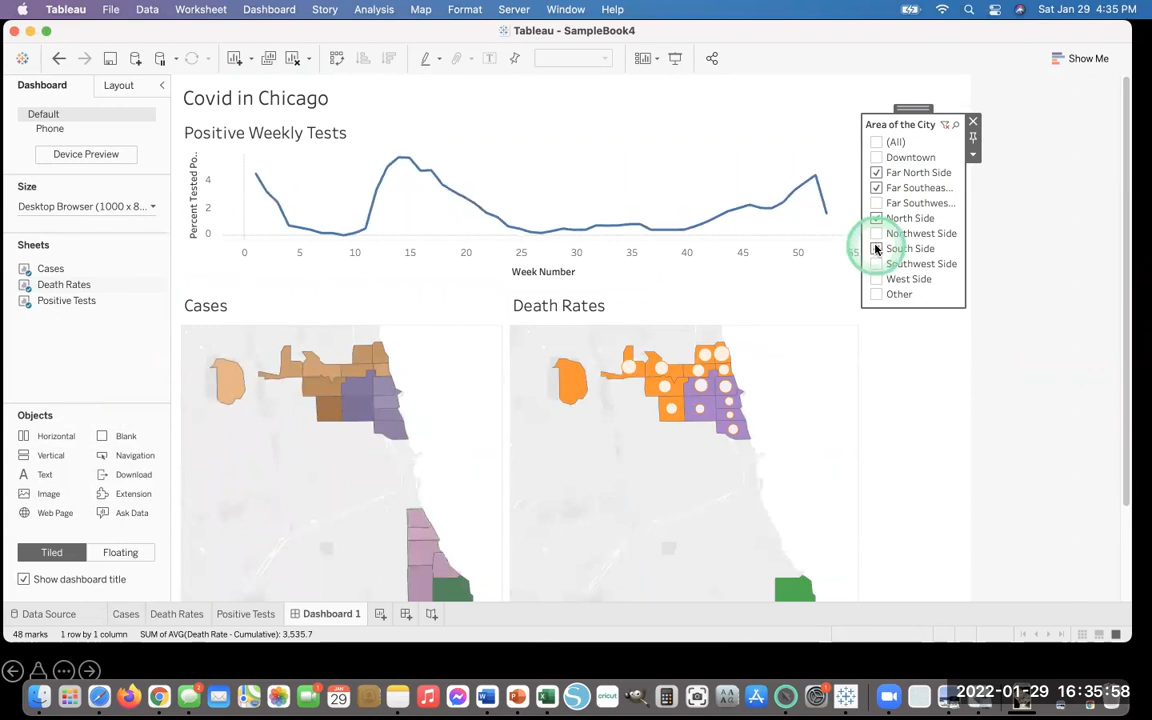 Tableau File Data Worksheet Dashboard Story Analysis Map Format Server Window Help Sat Jan 29 4:35 PM
Tableau - SampleBook4
Show Me
Dashboard Layout
Default
Phone
Device Preview
Size
Desktop Browser (1000 x 8...
Sheets
Cases
Death Rates
Positive Tests
Objects
Horizontal Blank
Vertical Navigation
Text Download
Image Extension
Web Page Ask Data
Tiled Floating
Show dashboard title
Covid in Chicago
Positive Weekly Tests
Percent Tested Po..
4
2
0
0 5 10 15 20 25 30 35 40 45 50 55
Week Number
Area of the City
(All)
Downtown
Far North Side
Far Southeas...
Far Southwes...
North Side
Northwest Side
South Side
Southwest Side
West Side
Other
Cases Death Rates
Data Source Cases Death Rates Positive Tests Dashboard 1
48 marks 1 row by 1 column SUM of AVG(Death Rate - Cumulative): 3,535.7
JAN
29
cricut
2022-01-29 16:35:58